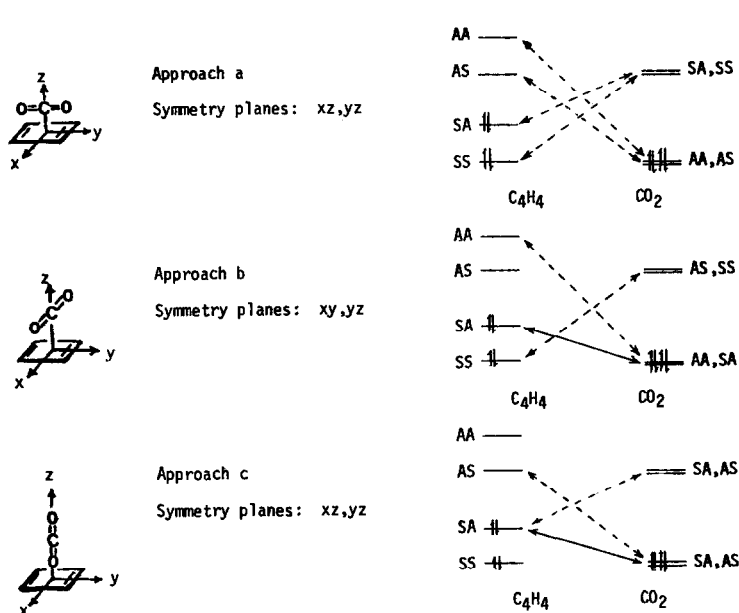 AA
AS
SA
SS
SA,SS
AA,AS
C4H4
CO2
z
O=C=O
y
x
Approach a
Symmetry planes: xz,yz
AA
AS
SA
SS
AS,SS
AA,SA
C4H4
CO2
z
O
C
O
y
x
Approach b
Symmetry planes: xy,yz
AA
AS
SA
SS
SA,AS
SA,AS
C4H4
CO2
z
O
C
O
y
x
Approach c
Symmetry planes: xz,yz